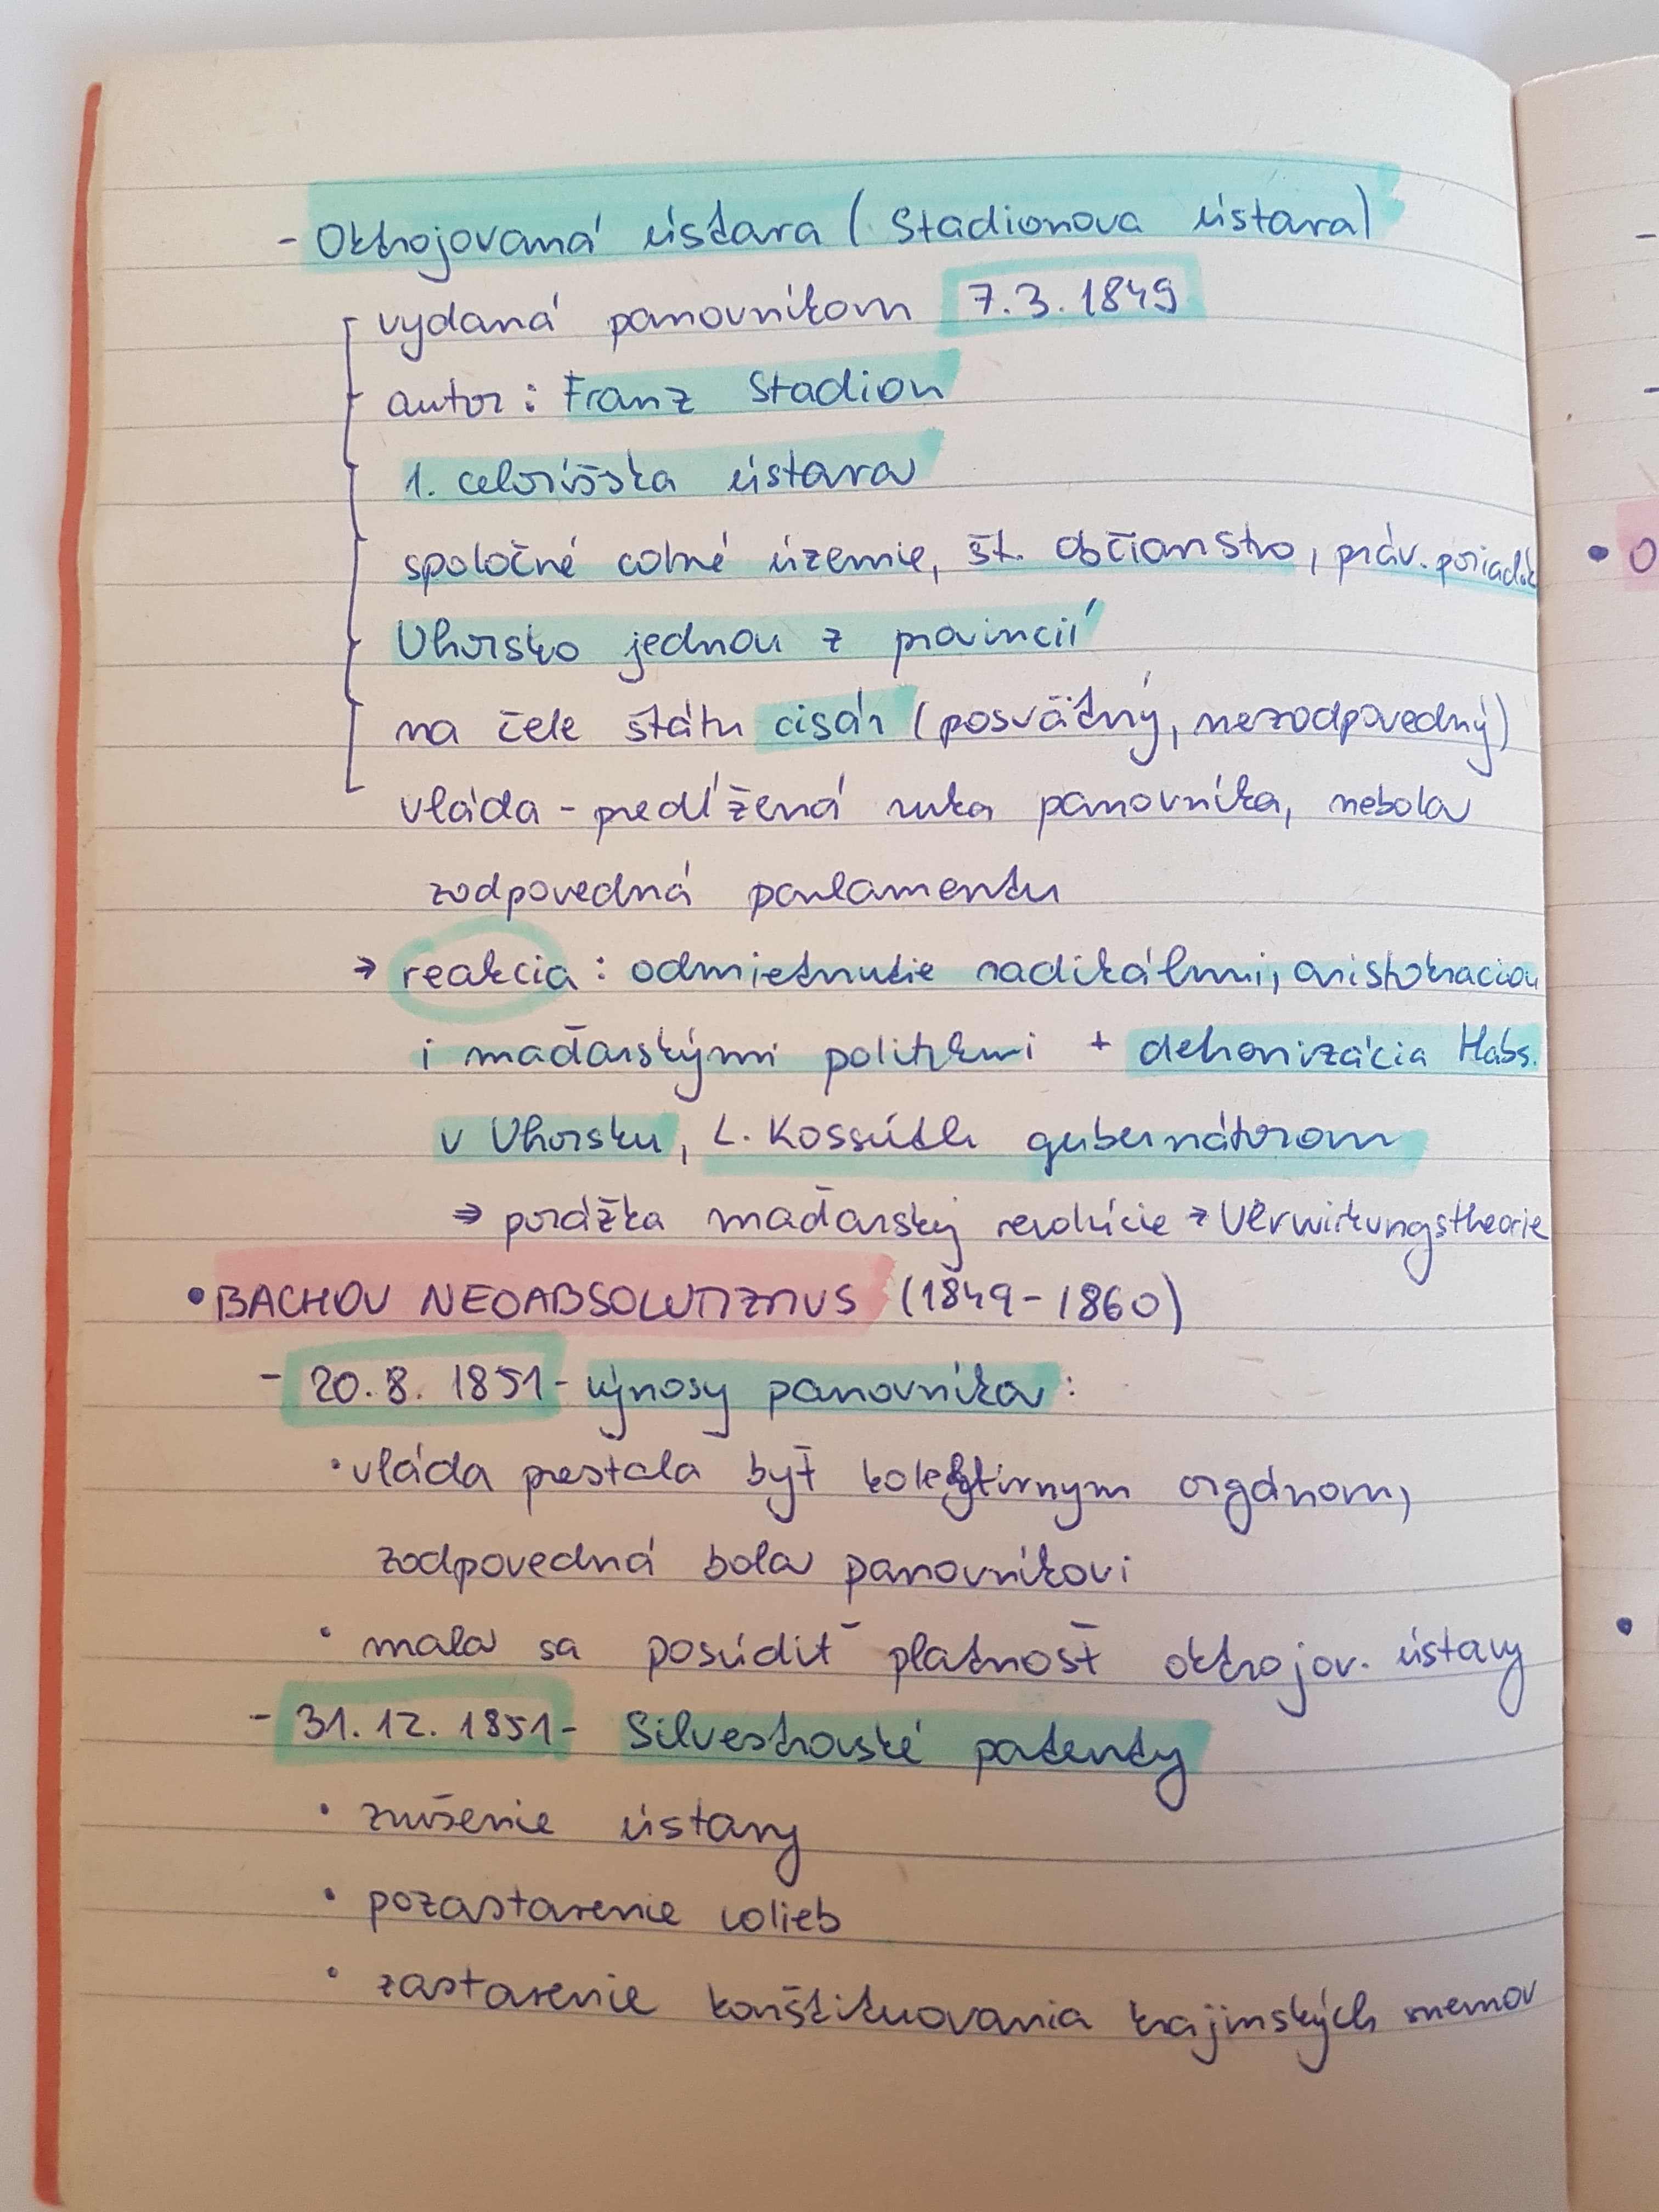 - Oktrojovaná ústava (Stadionova ústava)
vydaná panovníkom 7.3.1849
autor: Franz Stadion
1. celoríšska ústava
spoločné colné územie, št. občianstvo, práv. poriadok
Uhorsko jednou z provincií
na čele štátu cisár (posvätný, nezodpovedný)
vláda - predĺžená ruka panovníka, nebola
zodpovedná parlamentu
→ reakcia: odmietnutie radikálmi, aristokraciou
i maďarskými politikmi + dehonizácia Habs.
v Uhorsku, L. Kossúth gubernátorom
⇒ porážka maďarskej revolúcie → Verwirkungstheorie
• BACHOV NEOABSOLUTIZMUS (1849-1860)
- 20.8. 1851 - výnosy panovníka:
• vláda prestala byť kolektívnym orgánom,
zodpovedná bola panovníkovi
• mala sa posúdiť platnosť oktrojov. ústavy
- 31.12. 1851 - Silvestrovské patenty
• zrušenie ústavy
• pozastavenie volieb
• zastavenie konštituovania krajinských snemov
• O